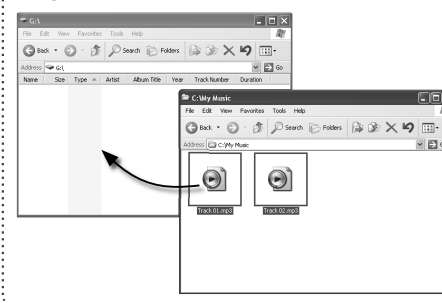 G:\
File Edit View Favorites Tools Help
Back Search Folders
Address G:\ Go
Name Size Type Artist Album Title Year Track Number Duration
C:\My Music
File Edit View Favorites Tools Help
Back Search Folders
Address C:\My Music
Track 01.mp3 Track 02.mp3